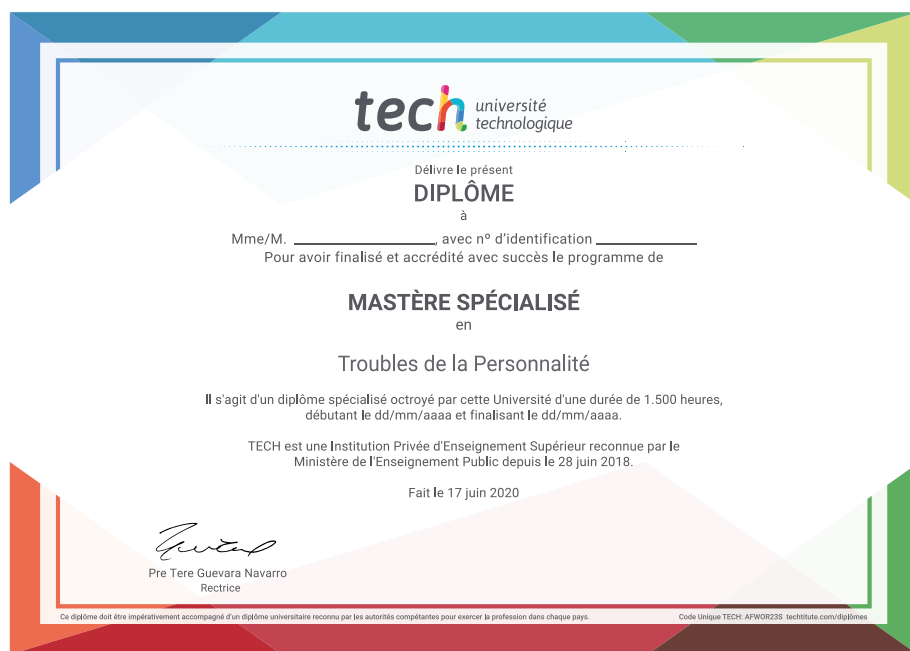 tech université
technologique
Délivre le présent
DIPLÔME
à
Mme/M. ____________________, avec nº d'identification ______________
Pour avoir finalisé et accrédité avec succès le programme de
MASTÈRE SPÉCIALISÉ
en
Troubles de la Personnalité
Il s'agit d'un diplôme spécialisé octroyé par cette Université d'une durée de 1.500 heures,
débutant le dd/mm/aaaa et finalisant le dd/mm/aaaa.
TECH est une Institution Privée d'Enseignement Supérieur reconnue par le
Ministère de l'Enseignement Public depuis le 28 juin 2018.
Fait le 17 juin 2020
Pre Tere Guevara Navarro
Rectrice
Ce diplôme doit être impérativement accompagné d'un diplôme universitaire reconnu par les autorités compétantes pour exercer la profession dans chaque pays.
Code Unique TECH: AFWOR23S techtitute.com/diplômes